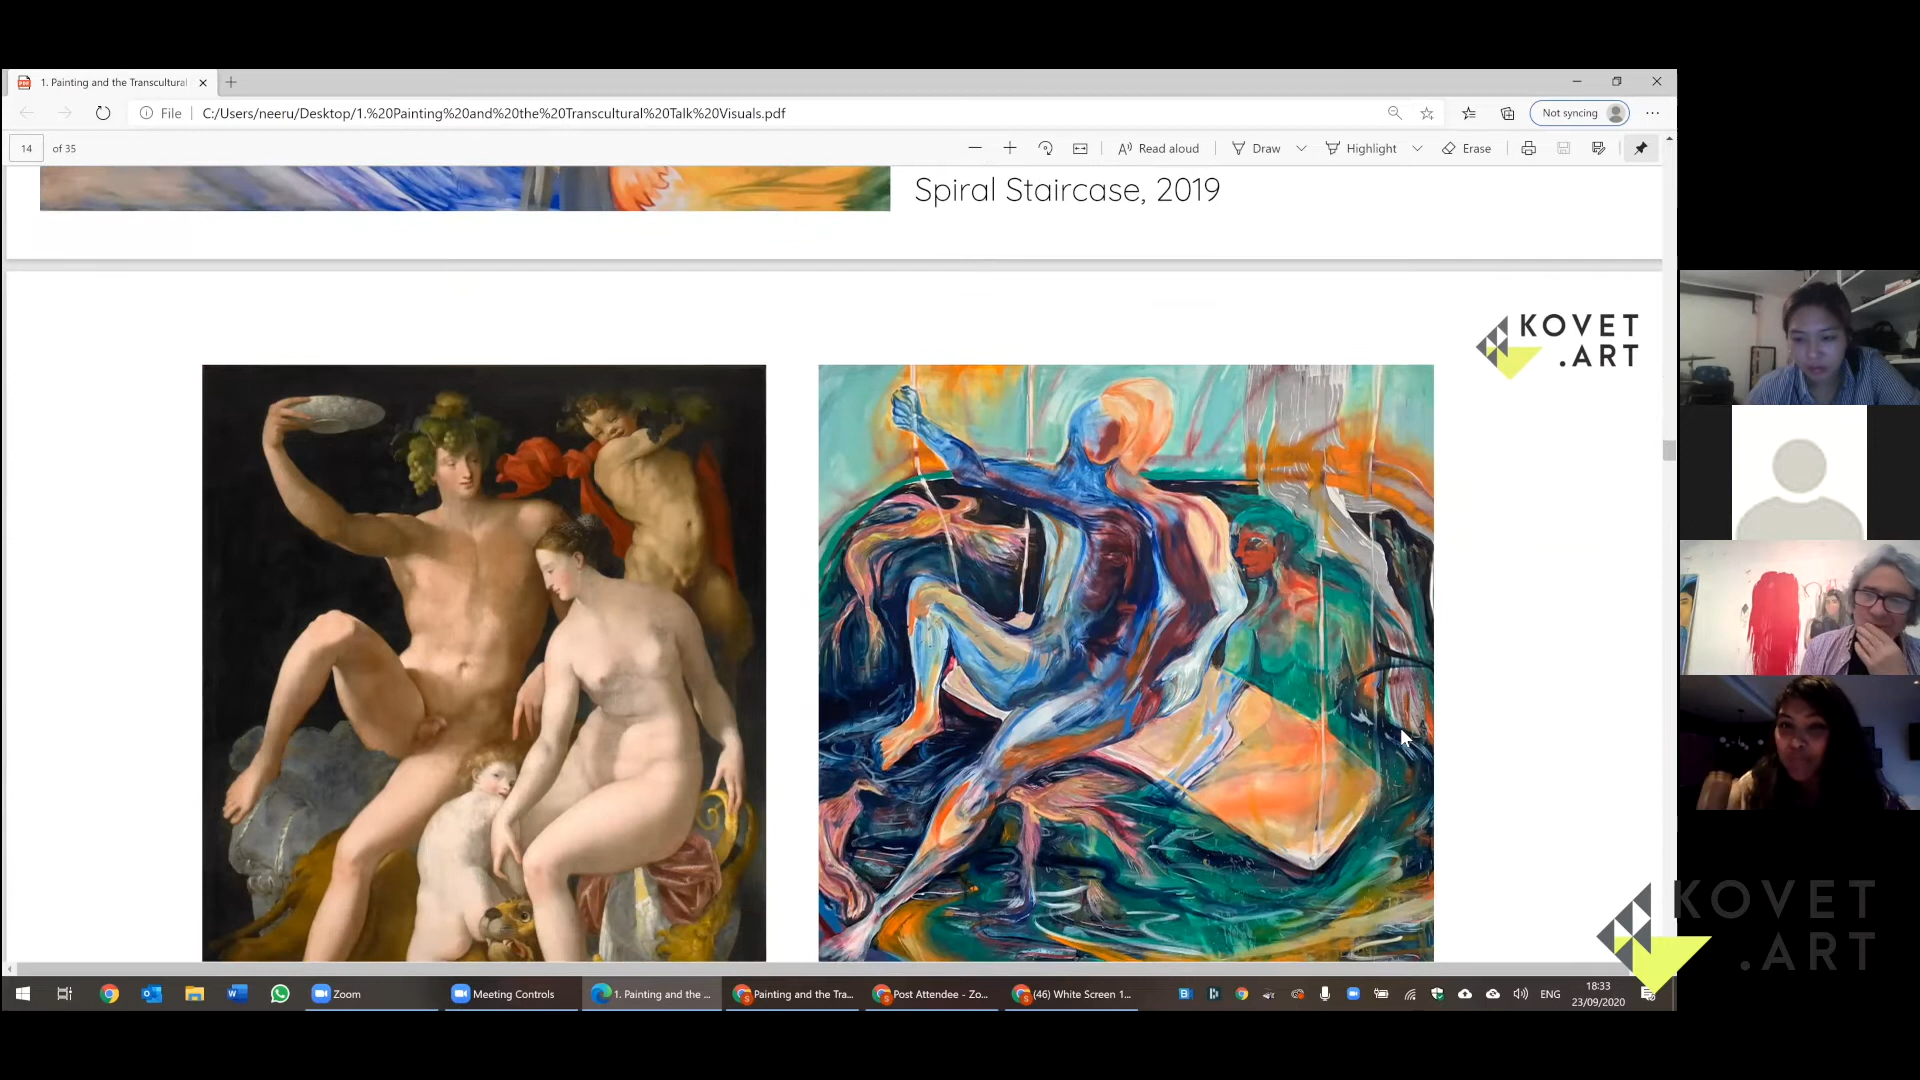 1. Painting and the Transcultural
File
C:/Users/neeru/Desktop/1.%20Painting%20and%20the%20Transcultural%20Talk%20Visuals.pdf
Not syncing
14 of 35
Read aloud
Draw
Highlight
Erase
Spiral Staircase, 2019
KOVET
.ART
KOVET
.ART
Zoom
Meeting Controls
1. Painting and the ...
Painting and the Tra...
Post Attendee - Zo...
(46) White Screen 1...
ENG
18:33
23/09/2020